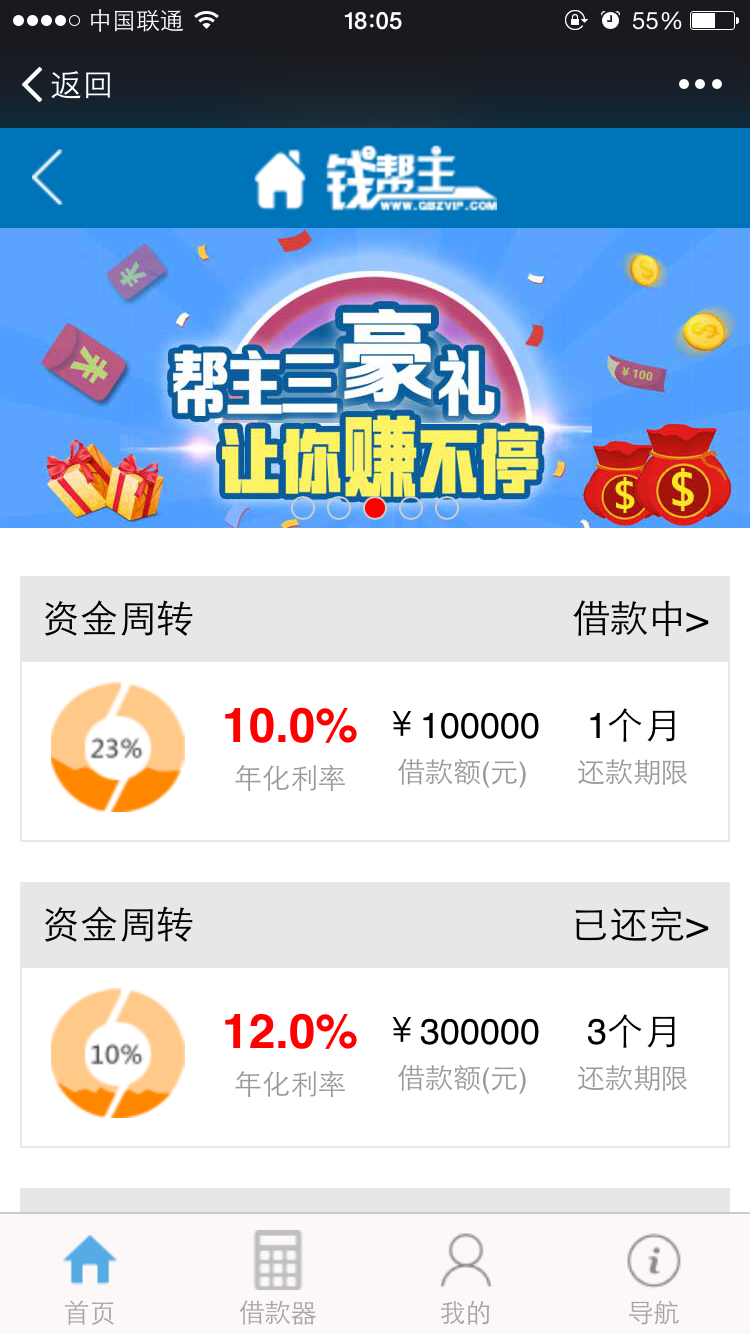 中国联通 18:05 55%
返回
钱帮主
WWW.QBZVIP.COM
¥100
帮主三豪礼
让你赚不停
$ $
资金周转 借款中>
23% 10.0% ¥100000 1个月
年化利率 借款额(元) 还款期限
资金周转 已还完>
10% 12.0% ¥300000 3个月
年化利率 借款额(元) 还款期限
首页 借款器 我的 导航